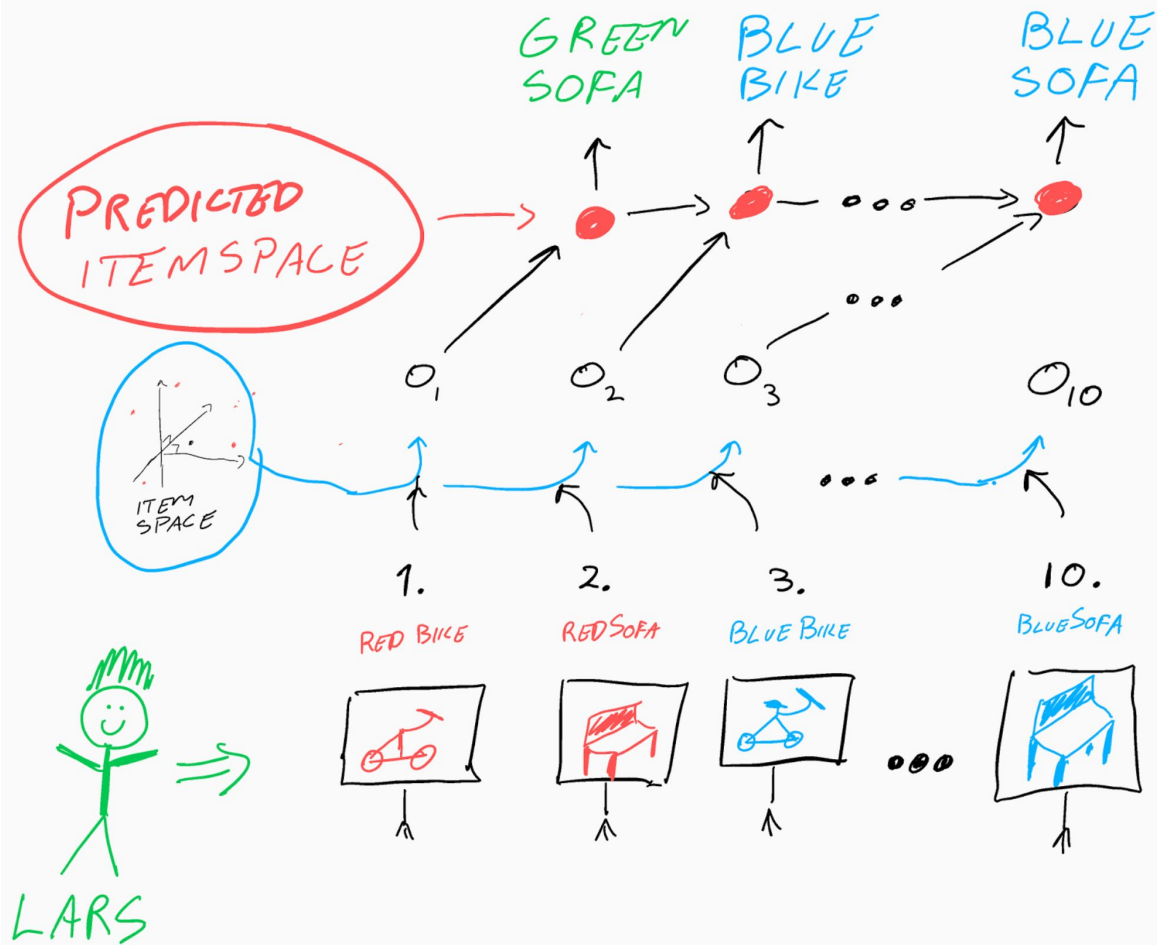 GREEN
SOFA
BLUE
BIKE
BLUE
SOFA
PREDICTED
ITEMSPACE
O1
O2
O3
O10
ITEM
SPACE
1.
2.
3.
10.
RED BIKE
RED SOFA
BLUE BIKE
BLUE SOFA
LARS